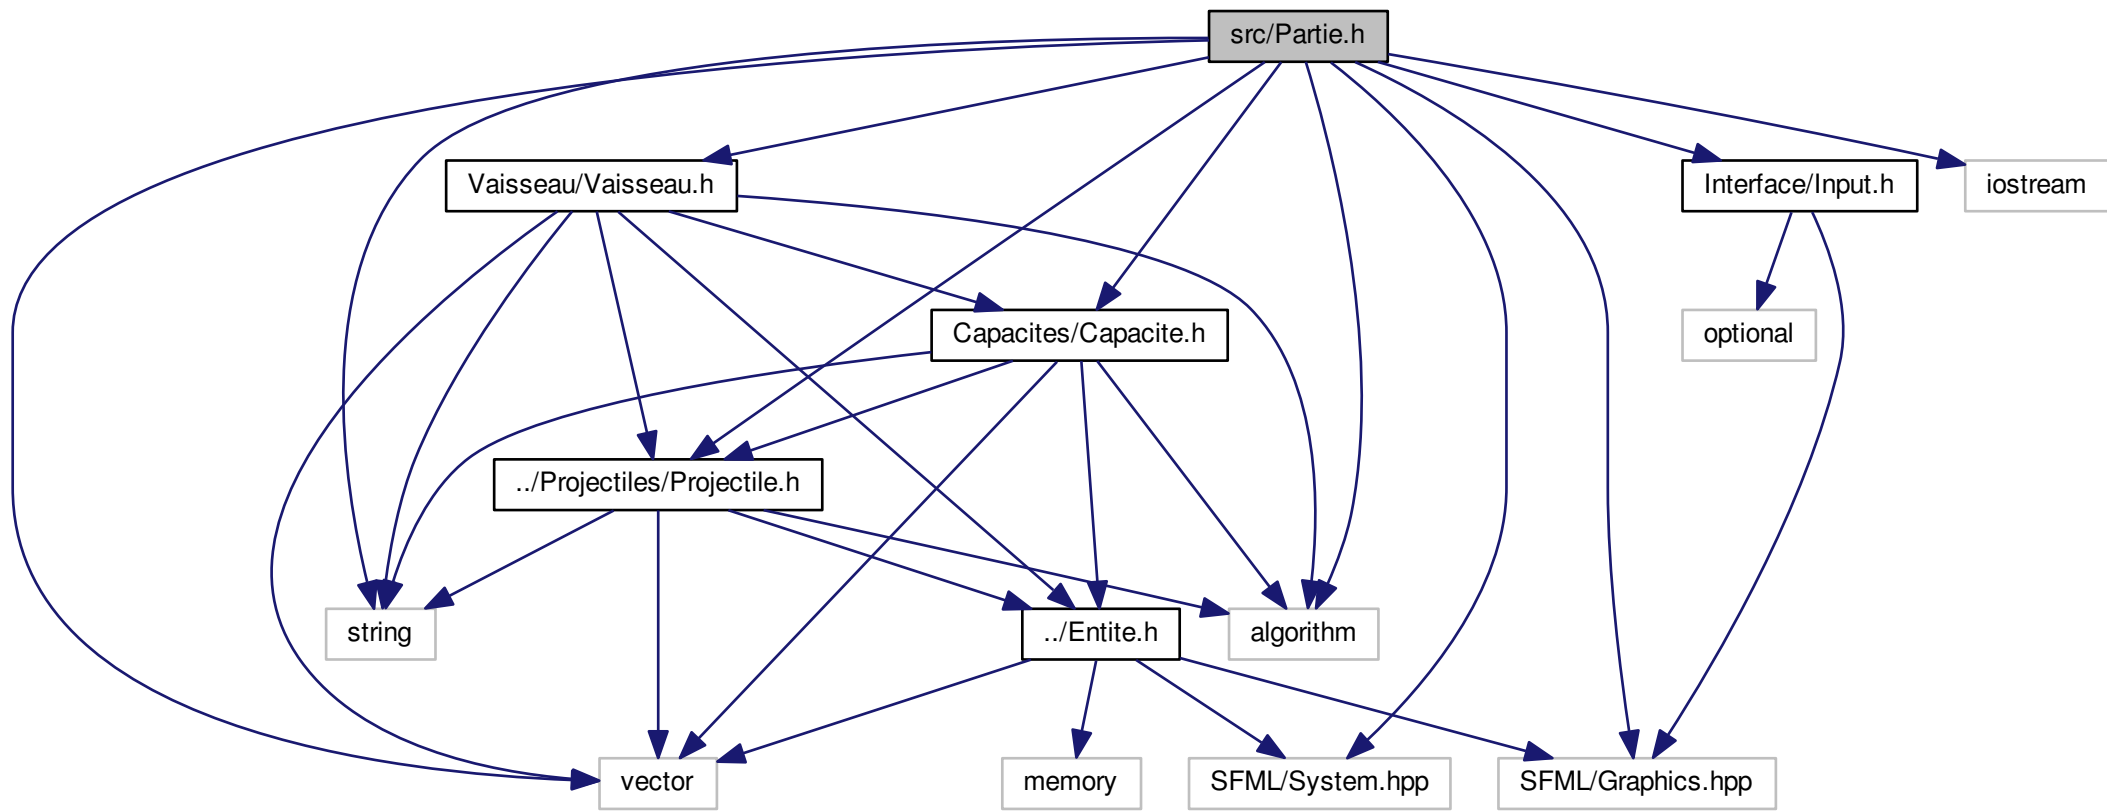 src/Partie.h
Vaisseau/Vaisseau.h
Interface/Input.h
iostream
Capacites/Capacite.h
optional
../Projectiles/Projectile.h
string
../Entite.h
algorithm
vector
memory
SFML/System.hpp
SFML/Graphics.hpp